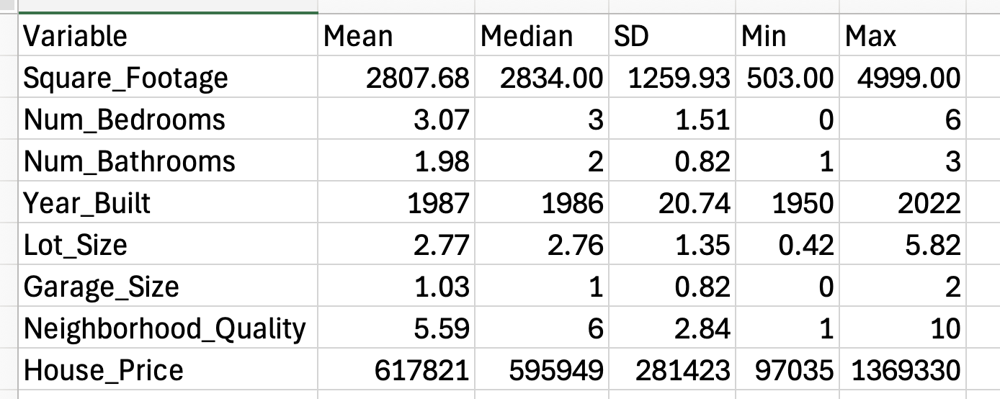 Variable Mean Median SD Min Max
Square_Footage 2807.68 2834.00 1259.93 503.00 4999.00
Num_Bedrooms 3.07 3 1.51 0 6
Num_Bathrooms 1.98 2 0.82 1 3
Year_Built 1987 1986 20.74 1950 2022
Lot_Size 2.77 2.76 1.35 0.42 5.82
Garage_Size 1.03 1 0.82 0 2
Neighborhood_Quality 5.59 6 2.84 1 10
House_Price 617821 595949 281423 97035 1369330